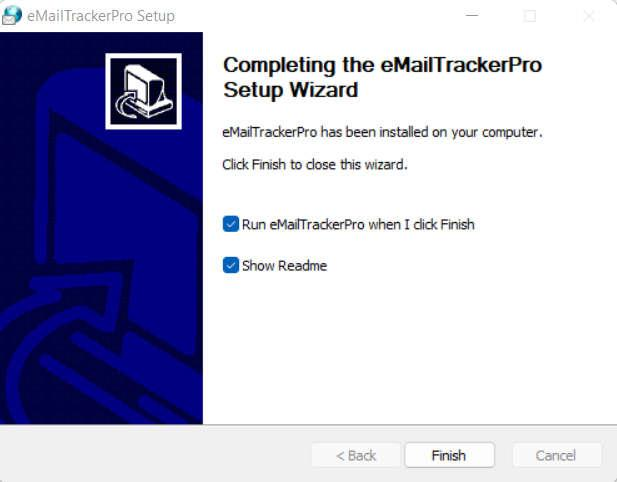 eMailTrackerPro Setup
Completing the eMailTrackerPro
Setup Wizard
eMailTrackerPro has been installed on your computer.
Click Finish to close this wizard.
Run eMailTrackerPro when I click Finish
Show Readme
< Back
Finish
Cancel